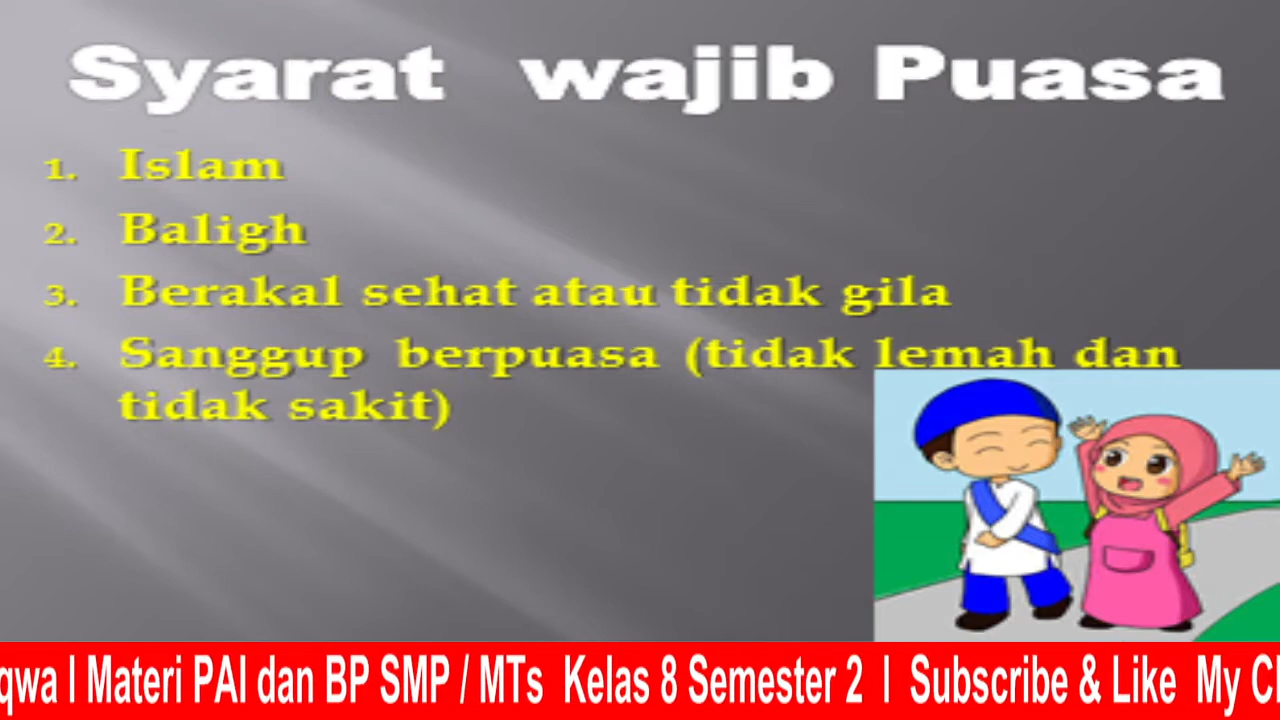 Syarat wajib Puasa
1. Islam
2. Baligh
3. Berakal sehat atau tidak gila
4. Sanggup berpuasa (tidak lemah dan
tidak sakit)
I Materi PAI dan BP SMP / MTs Kelas 8 Semester 2 I Subscribe & Like My